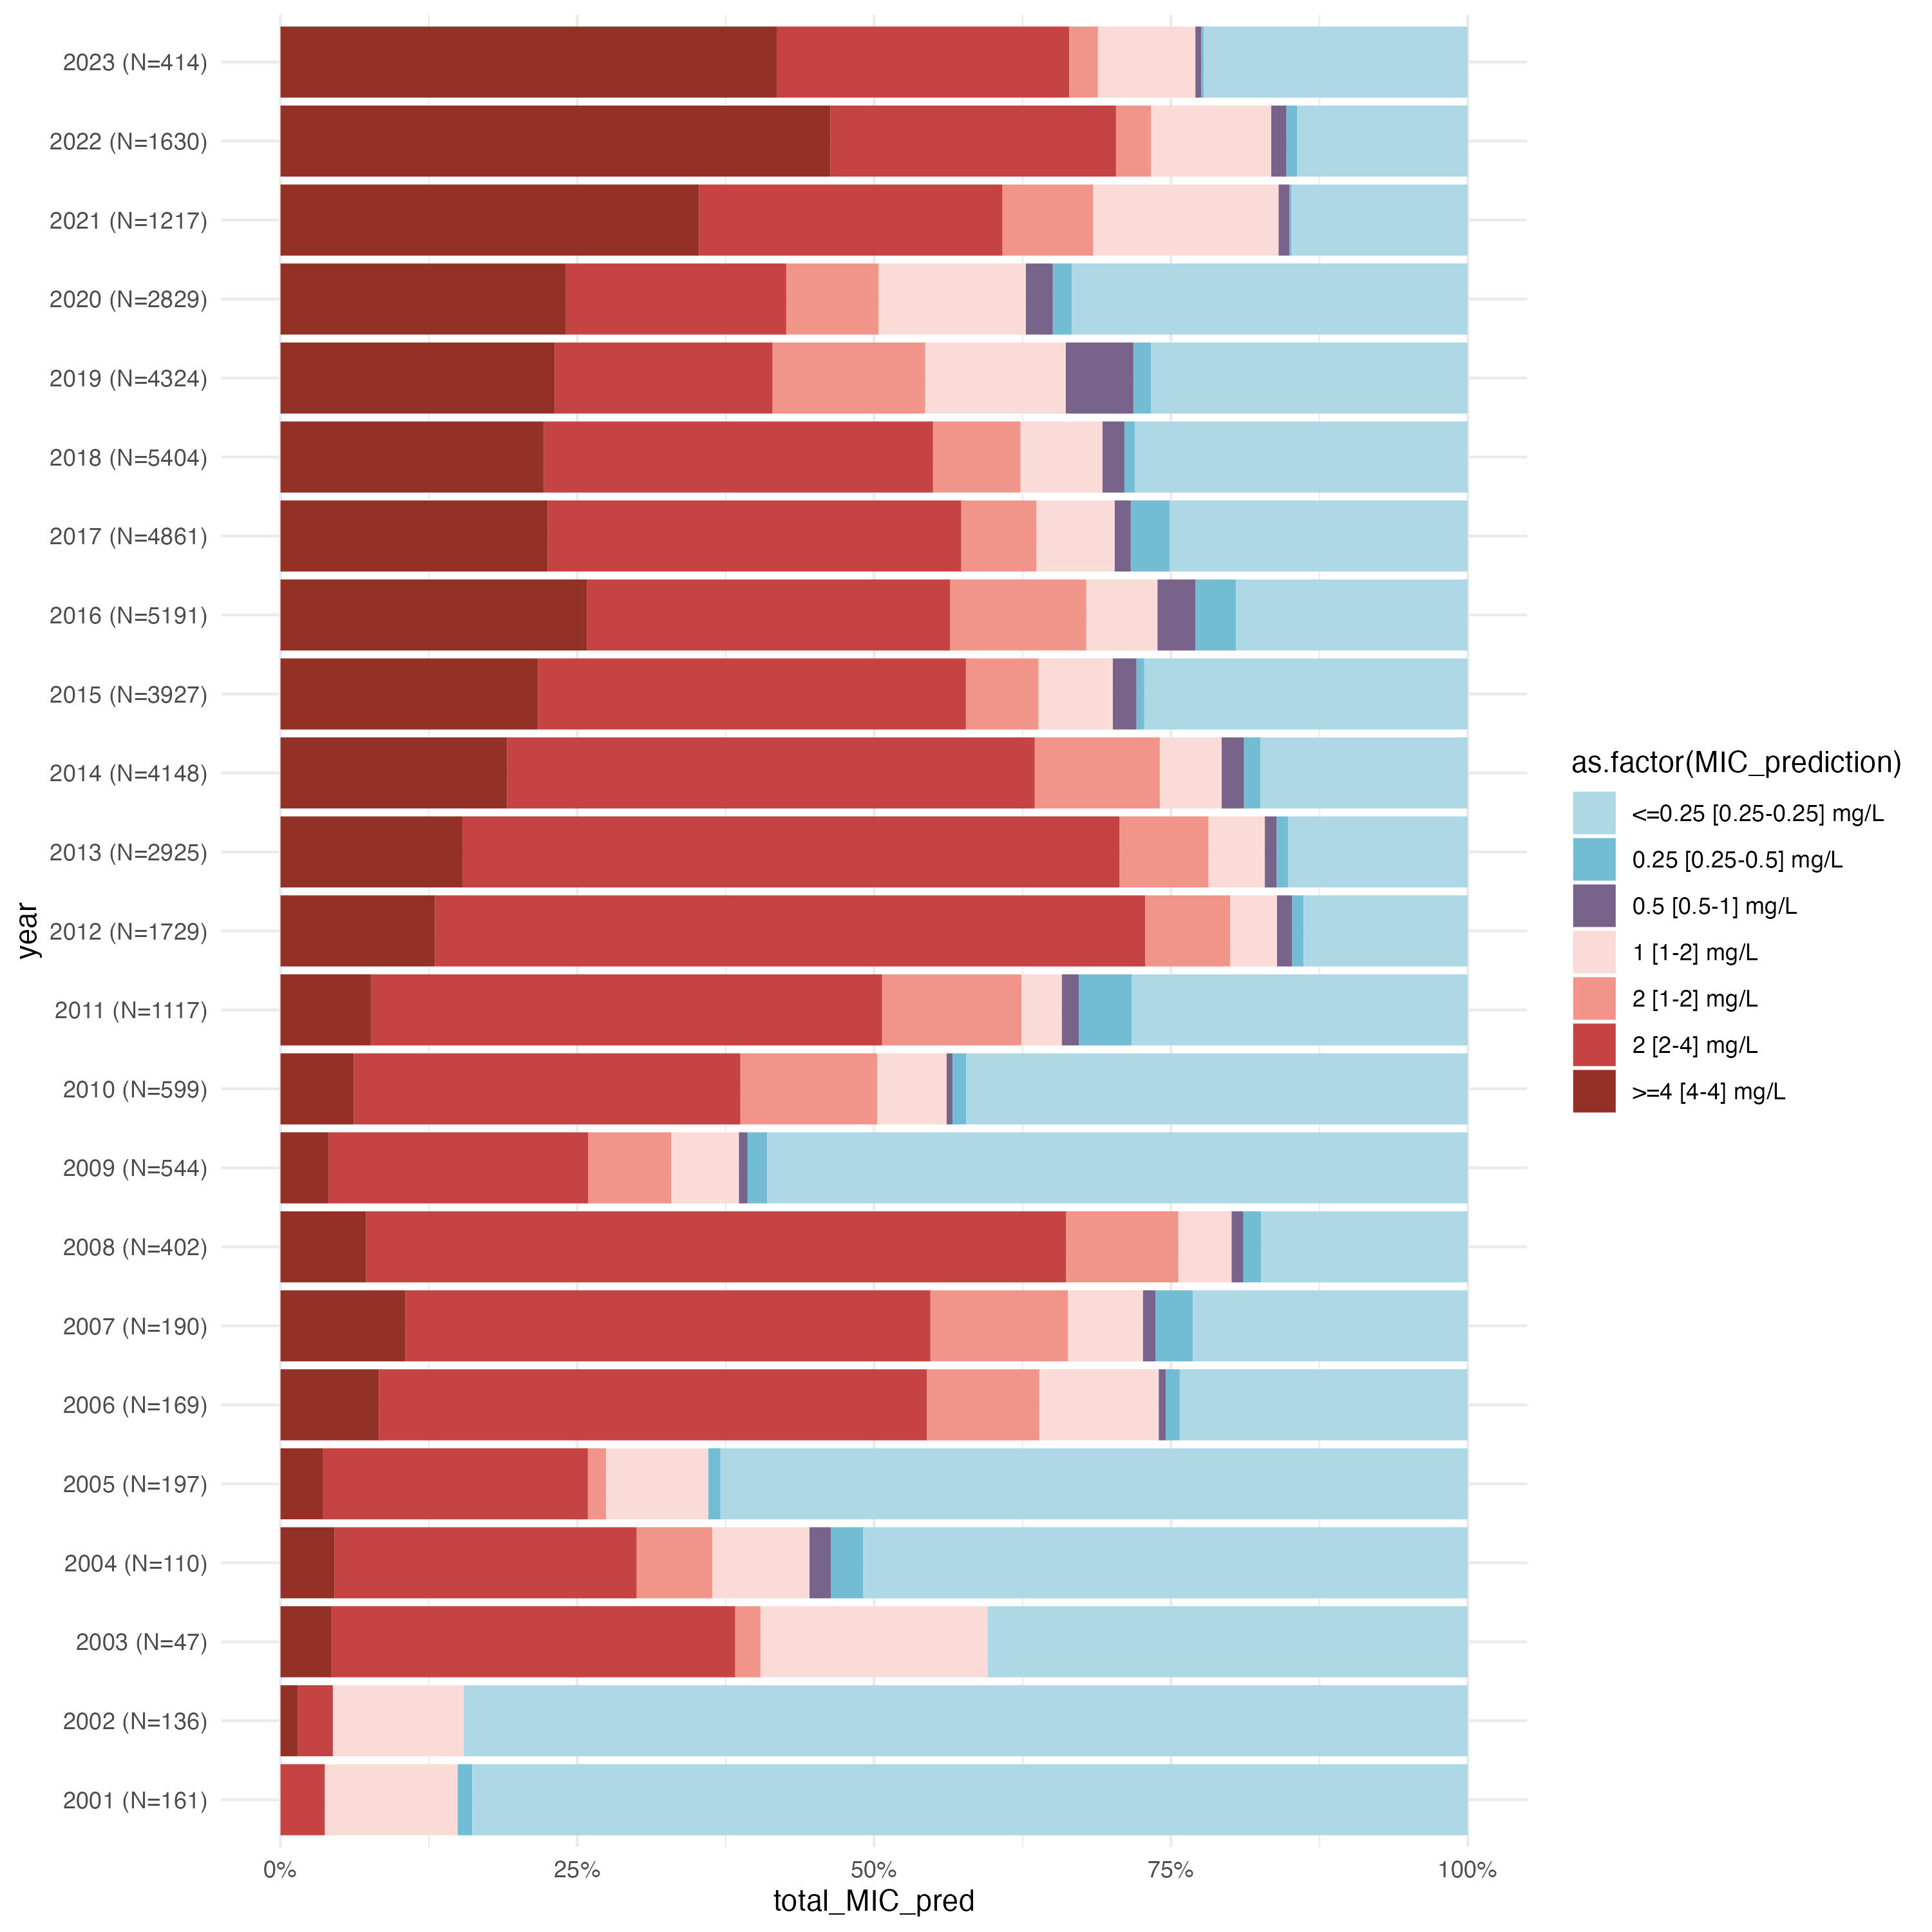 2023 (N=414)
2022 (N=1630)
2021 (N=1217)
2020 (N=2829)
2019 (N=4324)
2018 (N=5404)
2017 (N=4861)
2016 (N=5191)
2015 (N=3927)
2014 (N=4148)
2013 (N=2925)
2012 (N=1729)
2011 (N=1117)
2010 (N=599)
2009 (N=544)
2008 (N=402)
2007 (N=190)
2006 (N=169)
2005 (N=197)
2004 (N=110)
2003 (N=47)
2002 (N=136)
2001 (N=161)
year
0% 25% 50% 75% 100%
total_MIC_pred
as.factor(MIC_prediction)
<=0.25 [0.25-0.25] mg/L
0.25 [0.25-0.5] mg/L
0.5 [0.5-1] mg/L
1 [1-2] mg/L
2 [1-2] mg/L
2 [2-4] mg/L
>=4 [4-4] mg/L